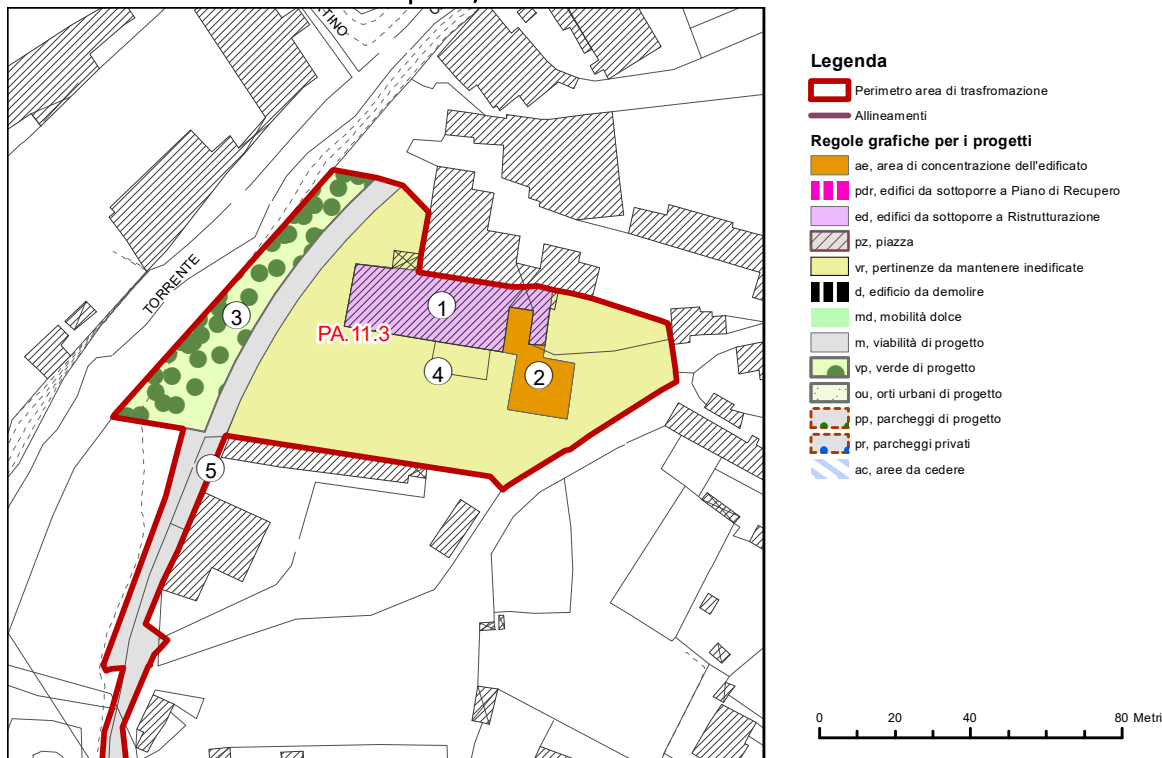 TORRENTE
3
1
PA.11.3
4
2
5
Legenda
Perimetro area di trasfromazione
Allineamenti
Regole grafiche per i progetti
ae, area di concentrazione dell'edificato
pdr, edifici da sottoporre a Piano di Recupero
ed, edifici da sottoporre a Ristrutturazione
pz, piazza
vr, pertinenze da mantenere inedificate
d, edificio da demolire
md, mobilità dolce
m, viabilità di progetto
vp, verde di progetto
ou, orti urbani di progetto
pp, parcheggi di progetto
pr, parcheggi privati
ac, aree da cedere
0 20 40 80 Metri